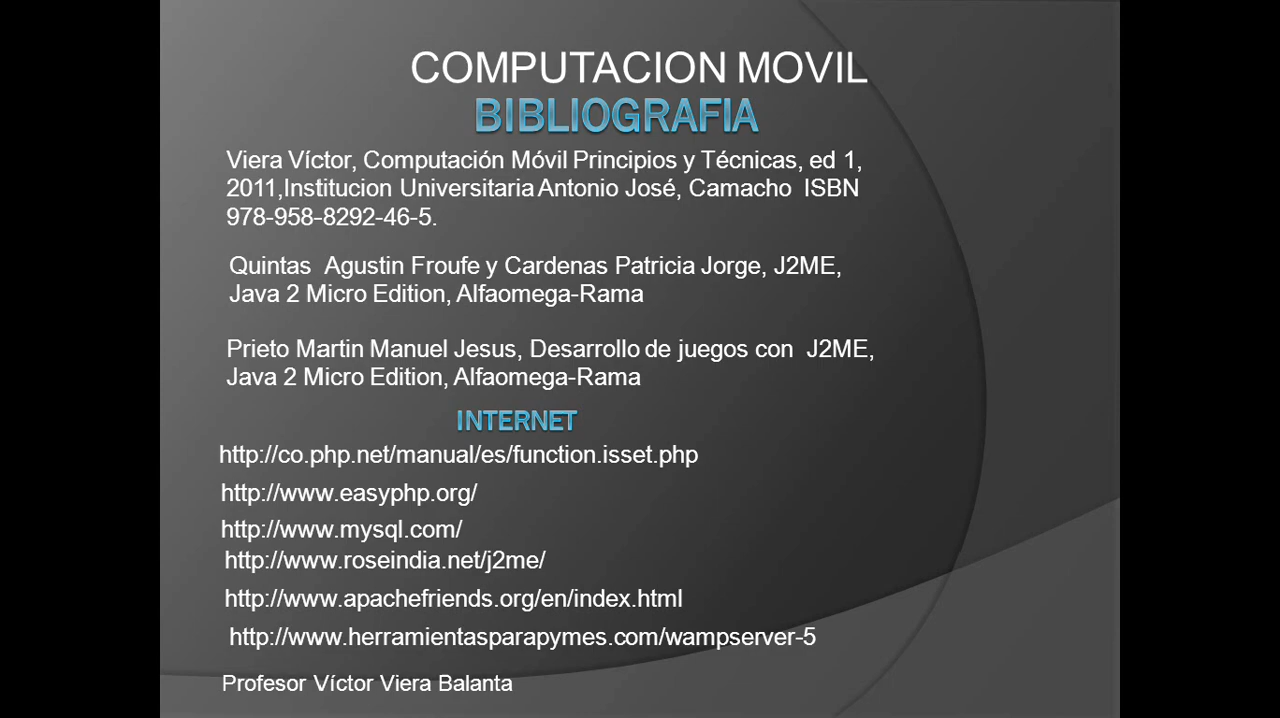 COMPUTACION MOVIL
BIBLIOGRAFIA
Viera Víctor, Computación Móvil Principios y Técnicas, ed 1,
2011,Institucion Universitaria Antonio José, Camacho  ISBN
978-958-8292-46-5.
Quintas  Agustin Froufe y Cardenas Patricia Jorge, J2ME,
Java 2 Micro Edition, Alfaomega-Rama
Prieto Martin Manuel Jesus, Desarrollo de juegos con  J2ME,
Java 2 Micro Edition, Alfaomega-Rama
INTERNET
http://co.php.net/manual/es/function.isset.php
http://www.easyphp.org/
http://www.mysql.com/
http://www.roseindia.net/j2me/
http://www.apachefriends.org/en/index.html
http://www.herramientasparapymes.com/wampserver-5
Profesor Víctor Viera Balanta